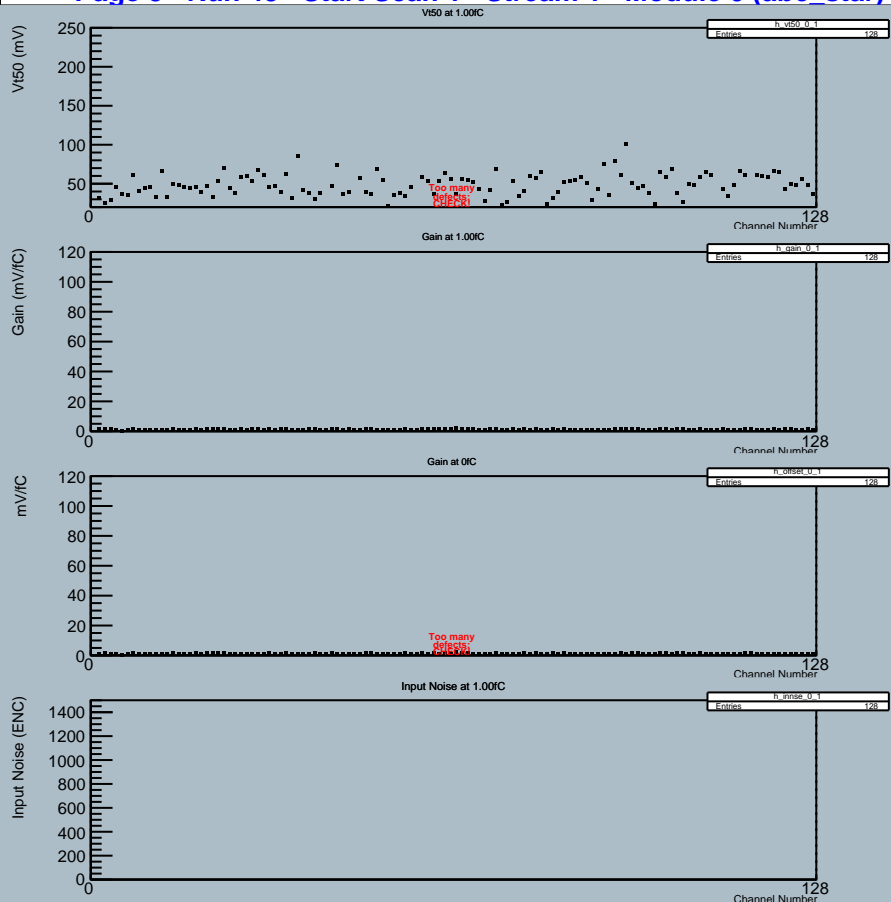 Vt50 at 1.00fC
h_vt50_0_1
Entries 128
Vt50 (mV)
250
200
150
100
50
Too many
defects:
CHECK!
0
128
Channel Number
Gain at 1.00fC
h_gain_0_1
Entries 128
Gain (mV/fC)
120
100
80
60
40
20
0
0
128
Channel Number
Gain at 0fC
h_offset_0_1
Entries 128
mV/fC
120
100
80
60
40
20
Too many
defects:
CHECK!
0
0
128
Channel Number
Input Noise at 1.00fC
h_innse_0_1
Entries 128
Input Noise (ENC)
1400
1200
1000
800
600
400
200
0
0
128
Channel Number